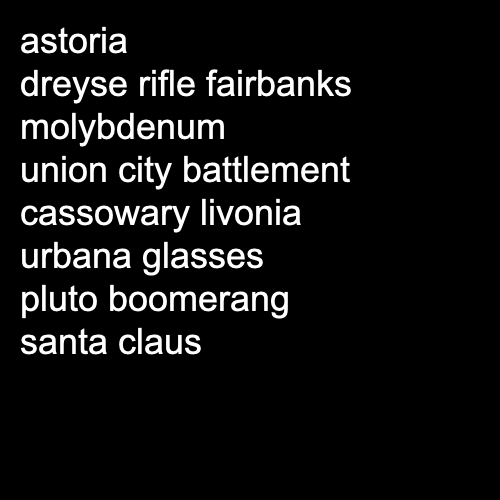 astoria
dreyse rifle fairbanks
molybdenum
union city battlement
cassowary livonia
urbana glasses
pluto boomerang
santa claus